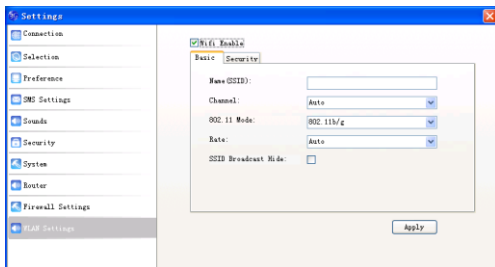 Settings
Connection
Selection
Preference
SMS Settings
Sounds
Security
System
Router
Firewall Settings
WLAN Settings
Wifi Enable
Basic Security
Name(SSID):
Channel: Auto
802.11 Mode: 802.11b/g
Rate: Auto
SSID Broadcast Hide:
Apply